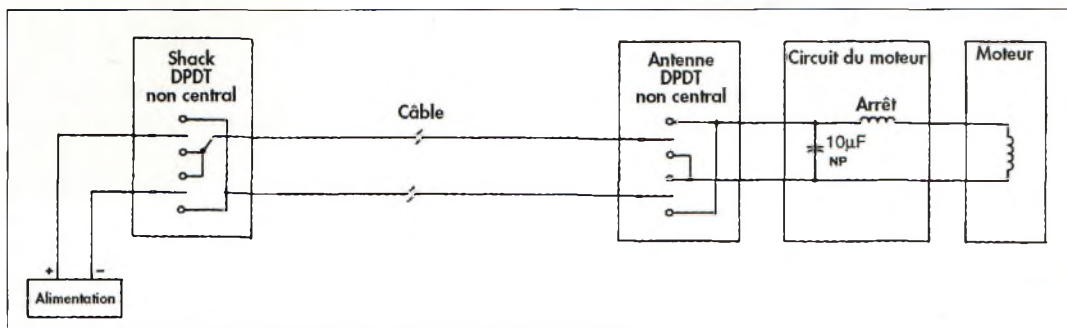 Shack
DPDT
non central
Câble
Antenne
DPDT
non central
Circuit du moteur
Arrêt
10µF
NP
Moteur
+
−
Alimentation